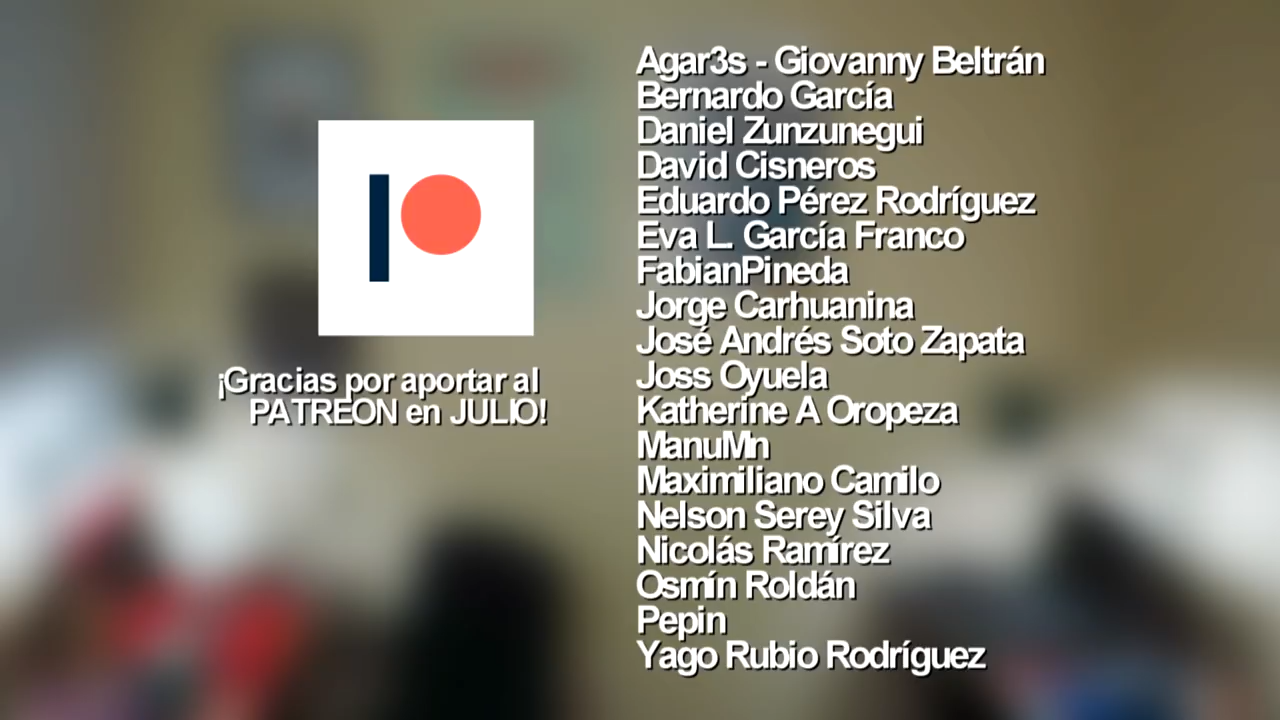 ¡Gracias por aportar al
PATREON en JULIO!
Agar3s - Giovanny Beltrán
Bernardo García
Daniel Zunzunegui
David Cisneros
Eduardo Pérez Rodríguez
Eva L. García Franco
FabianPineda
Jorge Carhuanina
José Andrés Soto Zapata
Joss Oyuela
Katherine A Oropeza
ManuMn
Maximiliano Camilo
Nelson Serey Silva
Nicolás Ramírez
Osmín Roldán
Pepin
Yago Rubio Rodríguez